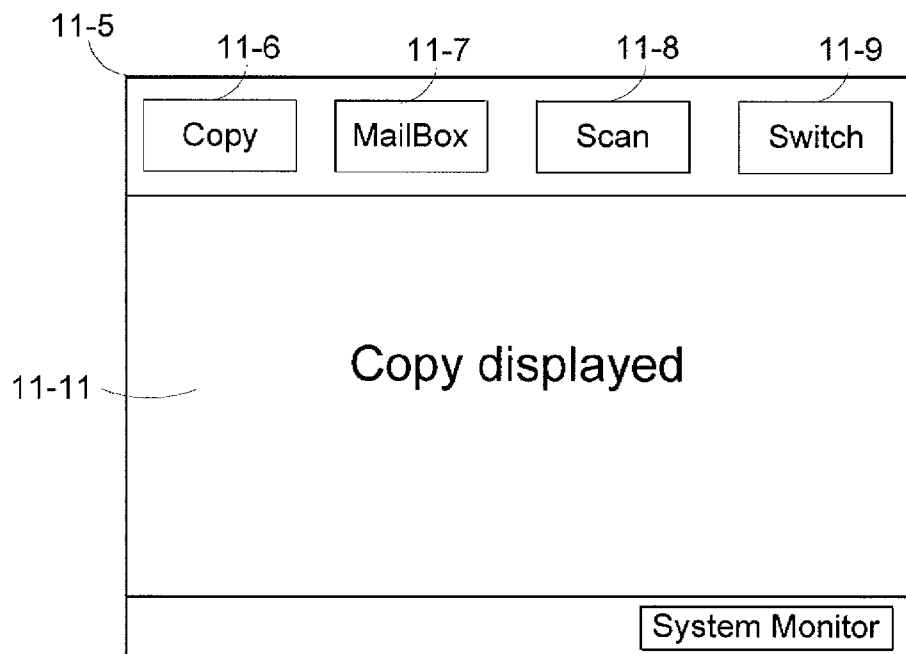 11-5
11-6 11-7 11-8 11-9
Copy MailBox Scan Switch
Copy displayed
11-11
System Monitor